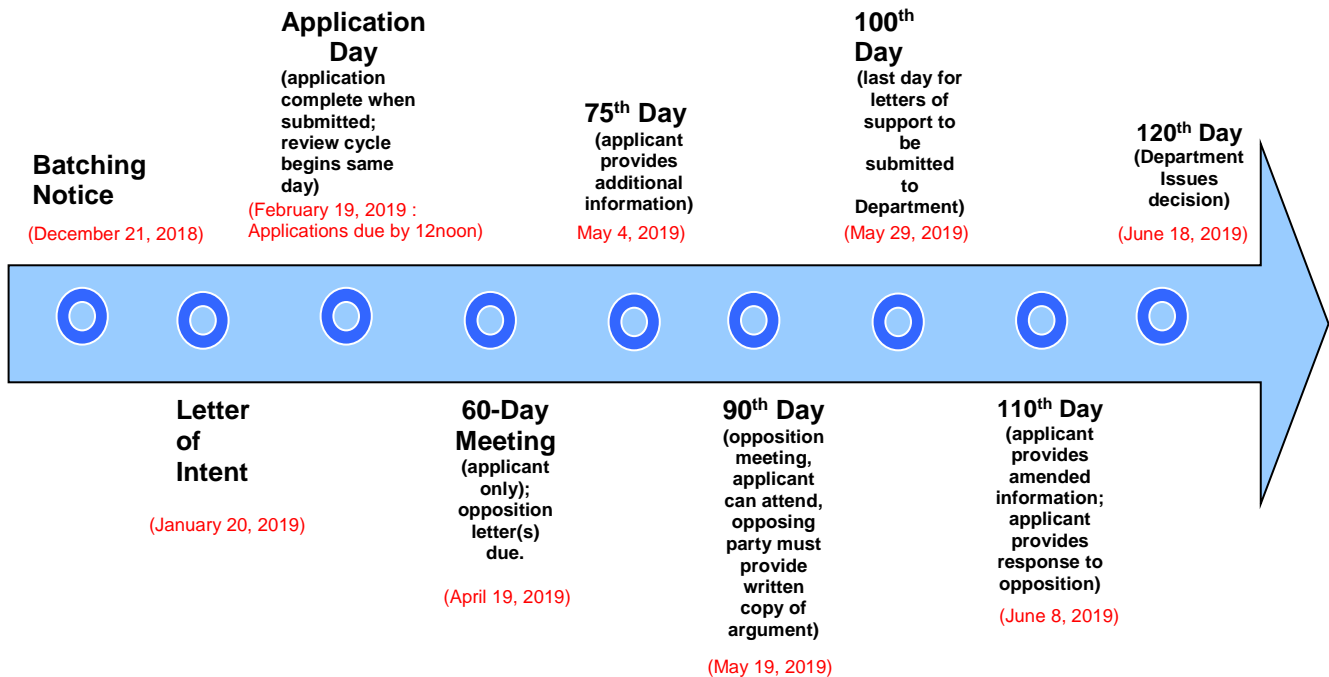 Batching
Notice
(December 21, 2018)
Letter
of
Intent
(January 20, 2019)
Application
Day
(application
complete when
submitted;
review cycle
begins same
day)
(February 19, 2019 :
Applications due by 12noon)
60-Day
Meeting
(applicant
only);
opposition
letter(s)
due.
(April 19, 2019)
75th Day
(applicant
provides
additional
information)
May 4, 2019)
90th Day
(opposition
meeting,
applicant
can attend,
opposing
party must
provide
written
copy of
argument)
(May 19, 2019)
100th
Day
(last day for
letters of
support to
be
submitted
to
Department)
(May 29, 2019)
110th Day
(applicant
provides
amended
information;
applicant
provides
response to
opposition)
(June 8, 2019)
120th Day
(Department
Issues
decision)
(June 18, 2019)